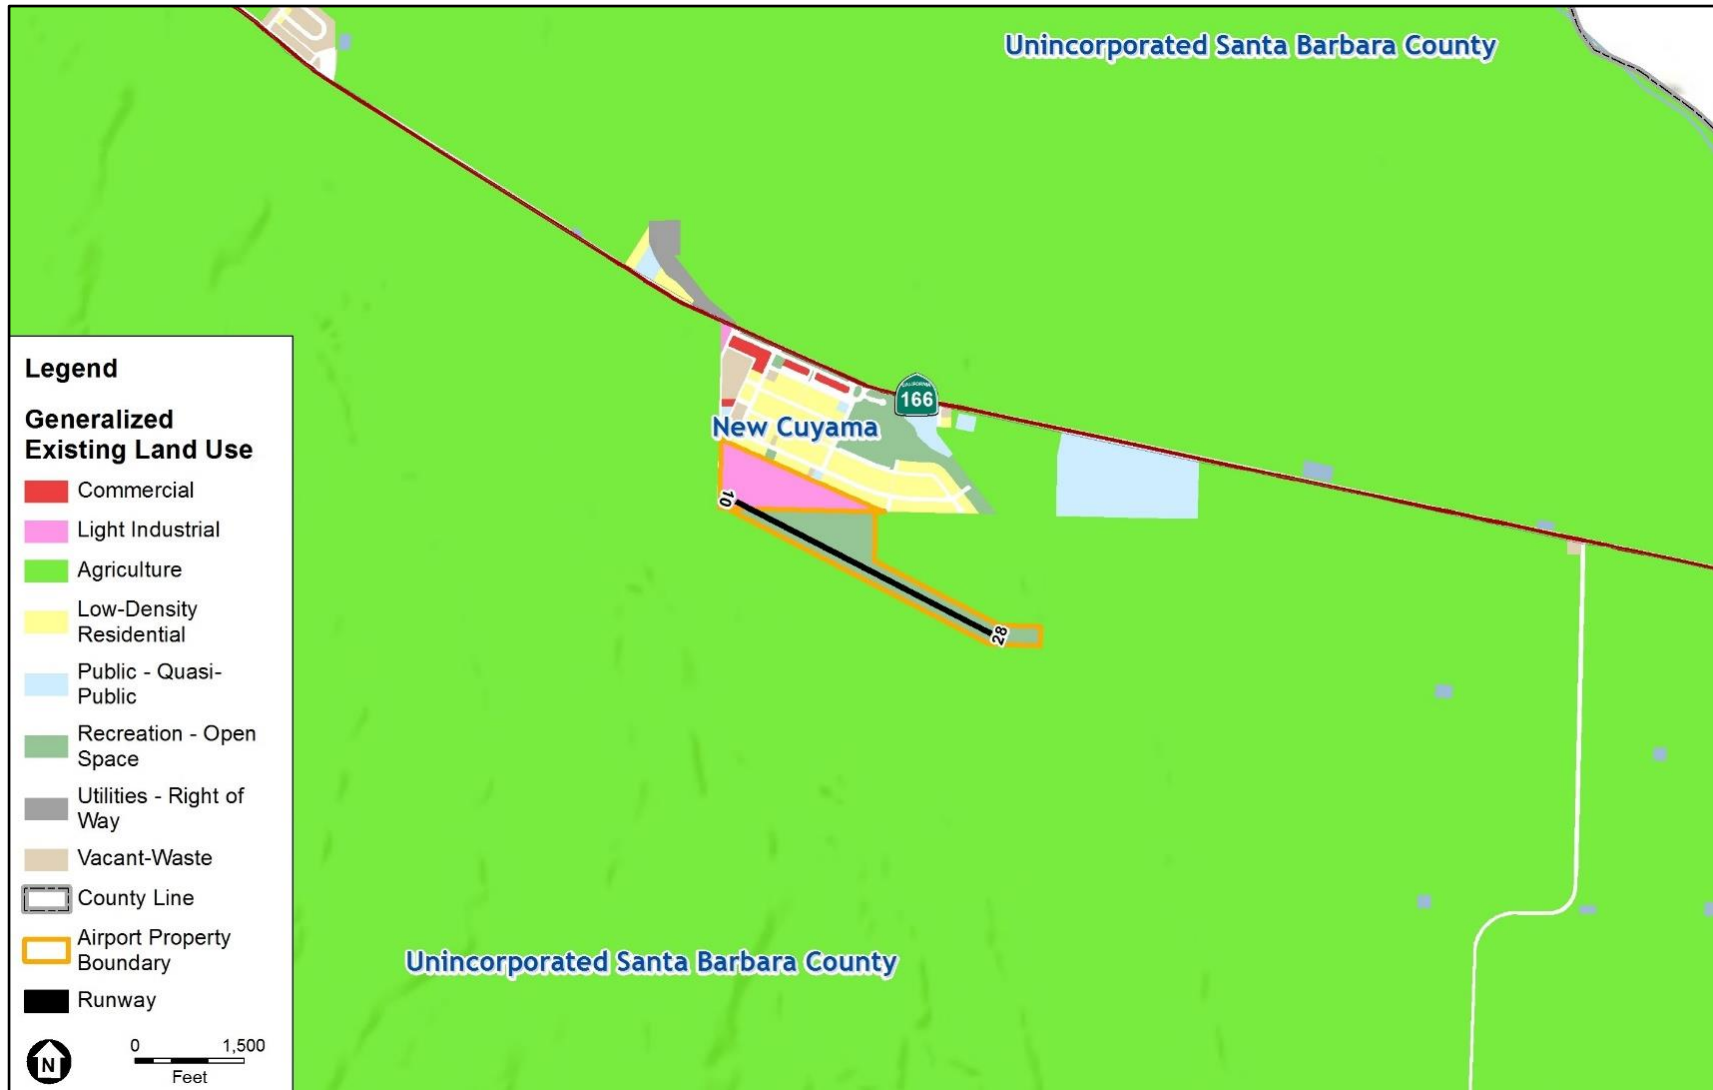 Unincorporated Santa Barbara County
CALIFORNIA
166
New Cuyama
10
28
Legend
Generalized
Existing Land Use
Commercial
Light Industrial
Agriculture
Low-Density
Residential
Public - Quasi-
Public
Recreation - Open
Space
Utilities - Right of
Way
Vacant-Waste
County Line
Airport Property
Boundary
Runway
N
0 1,500
Feet
Unincorporated Santa Barbara County